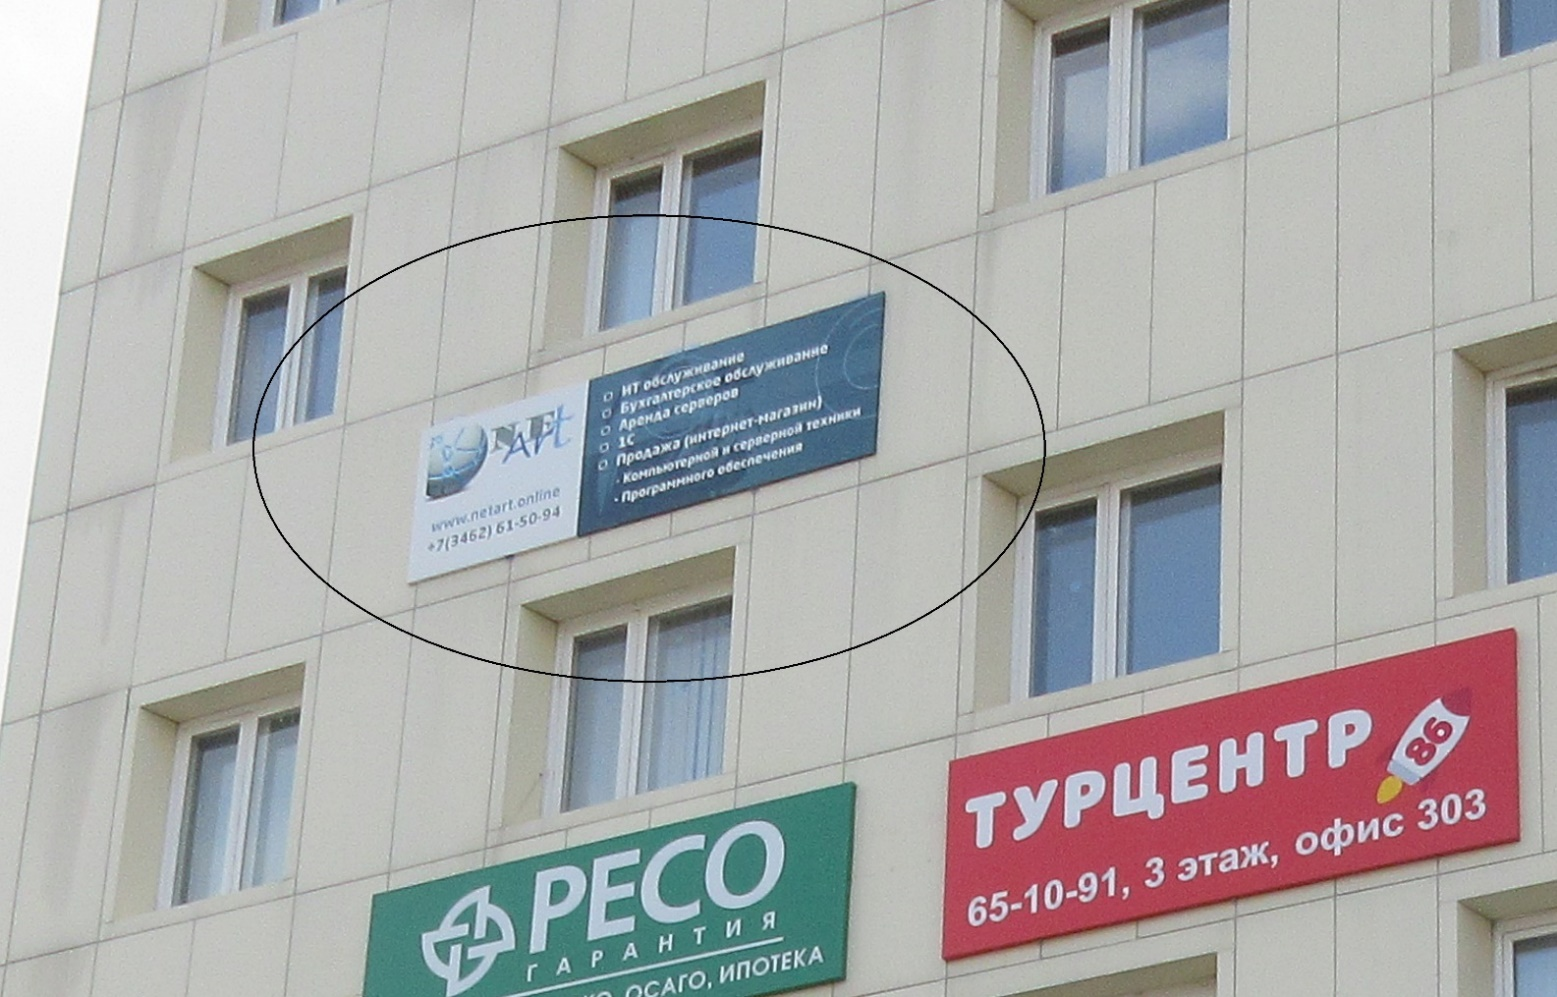 NET
Art
www.netart.online
+7(3462) 61-50-94
ИТ обслуживание
Бухгалтерское обслуживание
Аренда серверов
1С
Продажа (интернет-магазин)
- Компьютерной и серверной техники
- Программного обеспечения
ТУРЦЕНТР 86
65-10-91, 3 этаж, офис 303
РЕСО
ГАРАНТИЯ
ОСАГО, ИПОТЕКА